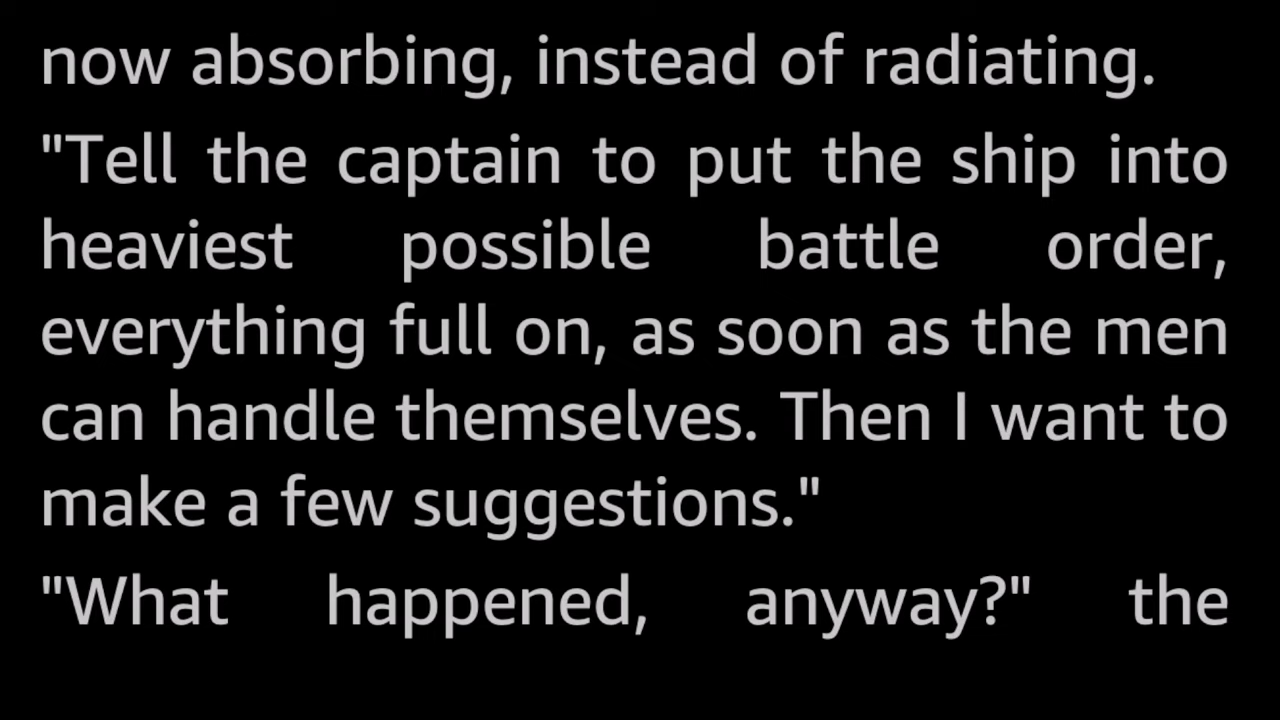 now absorbing, instead of radiating.
"Tell the captain to put the ship into
heaviest possible battle order,
everything full on, as soon as the men
can handle themselves. Then I want to
make a few suggestions."
"What happened, anyway?" the